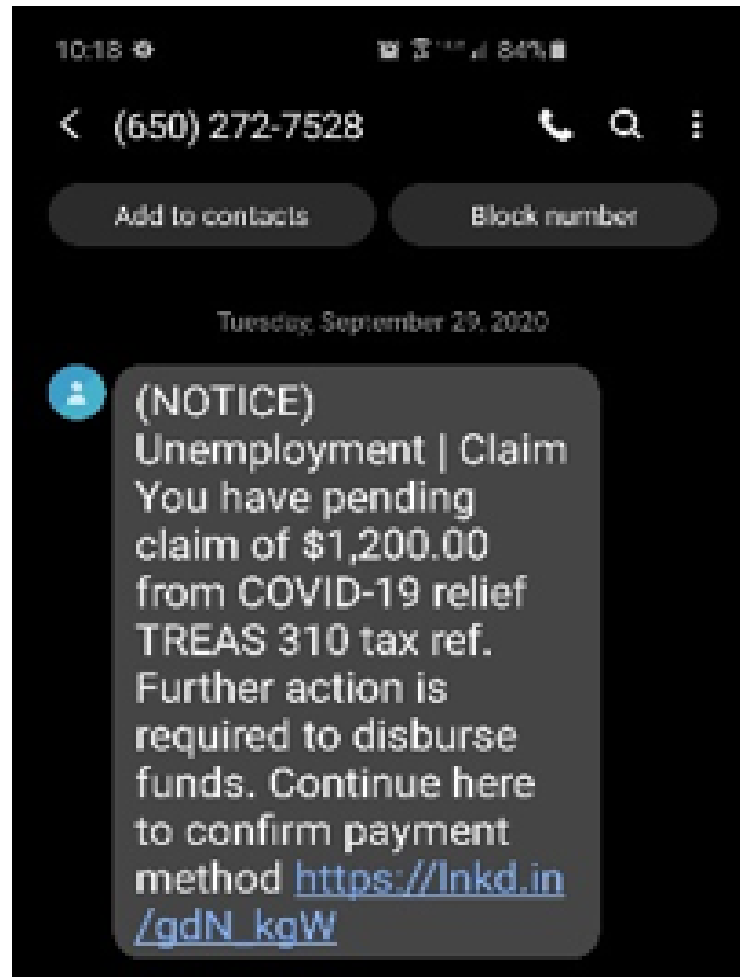 10:18
84%
(650) 272-7528
Add to contacts
Block number
Tuesday, September 29, 2020
(NOTICE)
Unemployment | Claim
You have pending
claim of $1,200.00
from COVID-19 relief
TREAS 310 tax ref.
Further action is
required to disburse
funds. Continue here
to confirm payment
method https://lnkd.in
/gdN_kgW